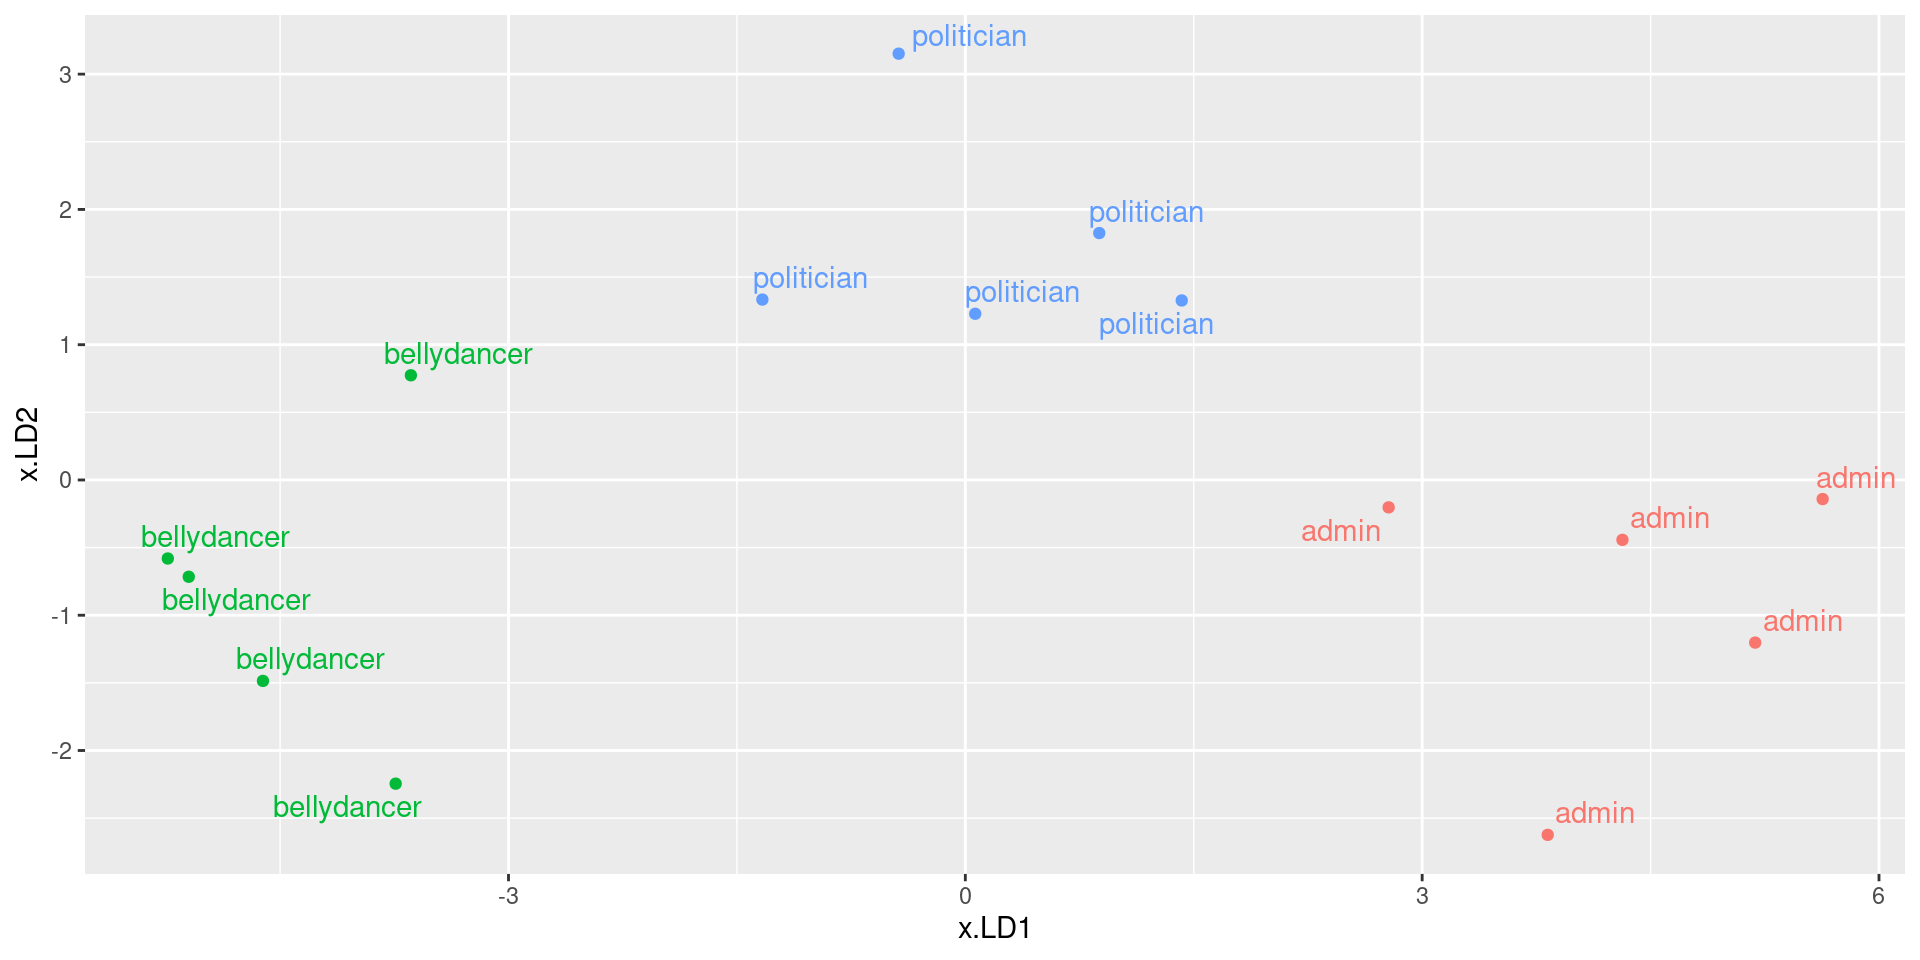 politician
3
politician
2
politician
politician
politician
1
bellydancer
x.LD2
0
admin
admin
admin
bellydancer
bellydancer
-1
admin
bellydancer
-2
bellydancer
admin
-3
0
3
6
x.LD1